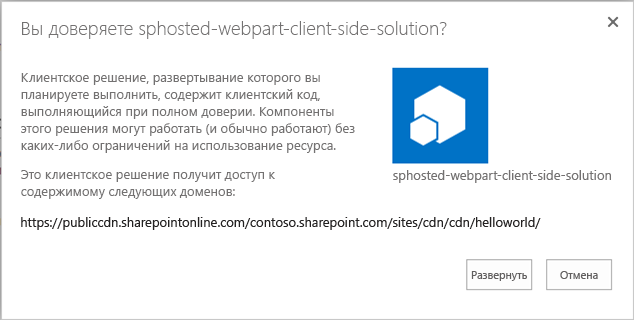 Вы доверяете sphosted-webpart-client-side-solution?
Клиентское решение, развертывание которого вы
планируете выполнить, содержит клиентский код,
выполняющийся при полном доверии. Компоненты
этого решения могут работать (и обычно работают) без
каких-либо ограничений на использование ресурса.
Это клиентское решение получит доступ к
содержимому следующих доменов:
sphosted-webpart-client-side-solution
https://publiccdn.sharepointonline.com/contoso.sharepoint.com/sites/cdn/cdn/helloworld/
Развернуть
Отмена